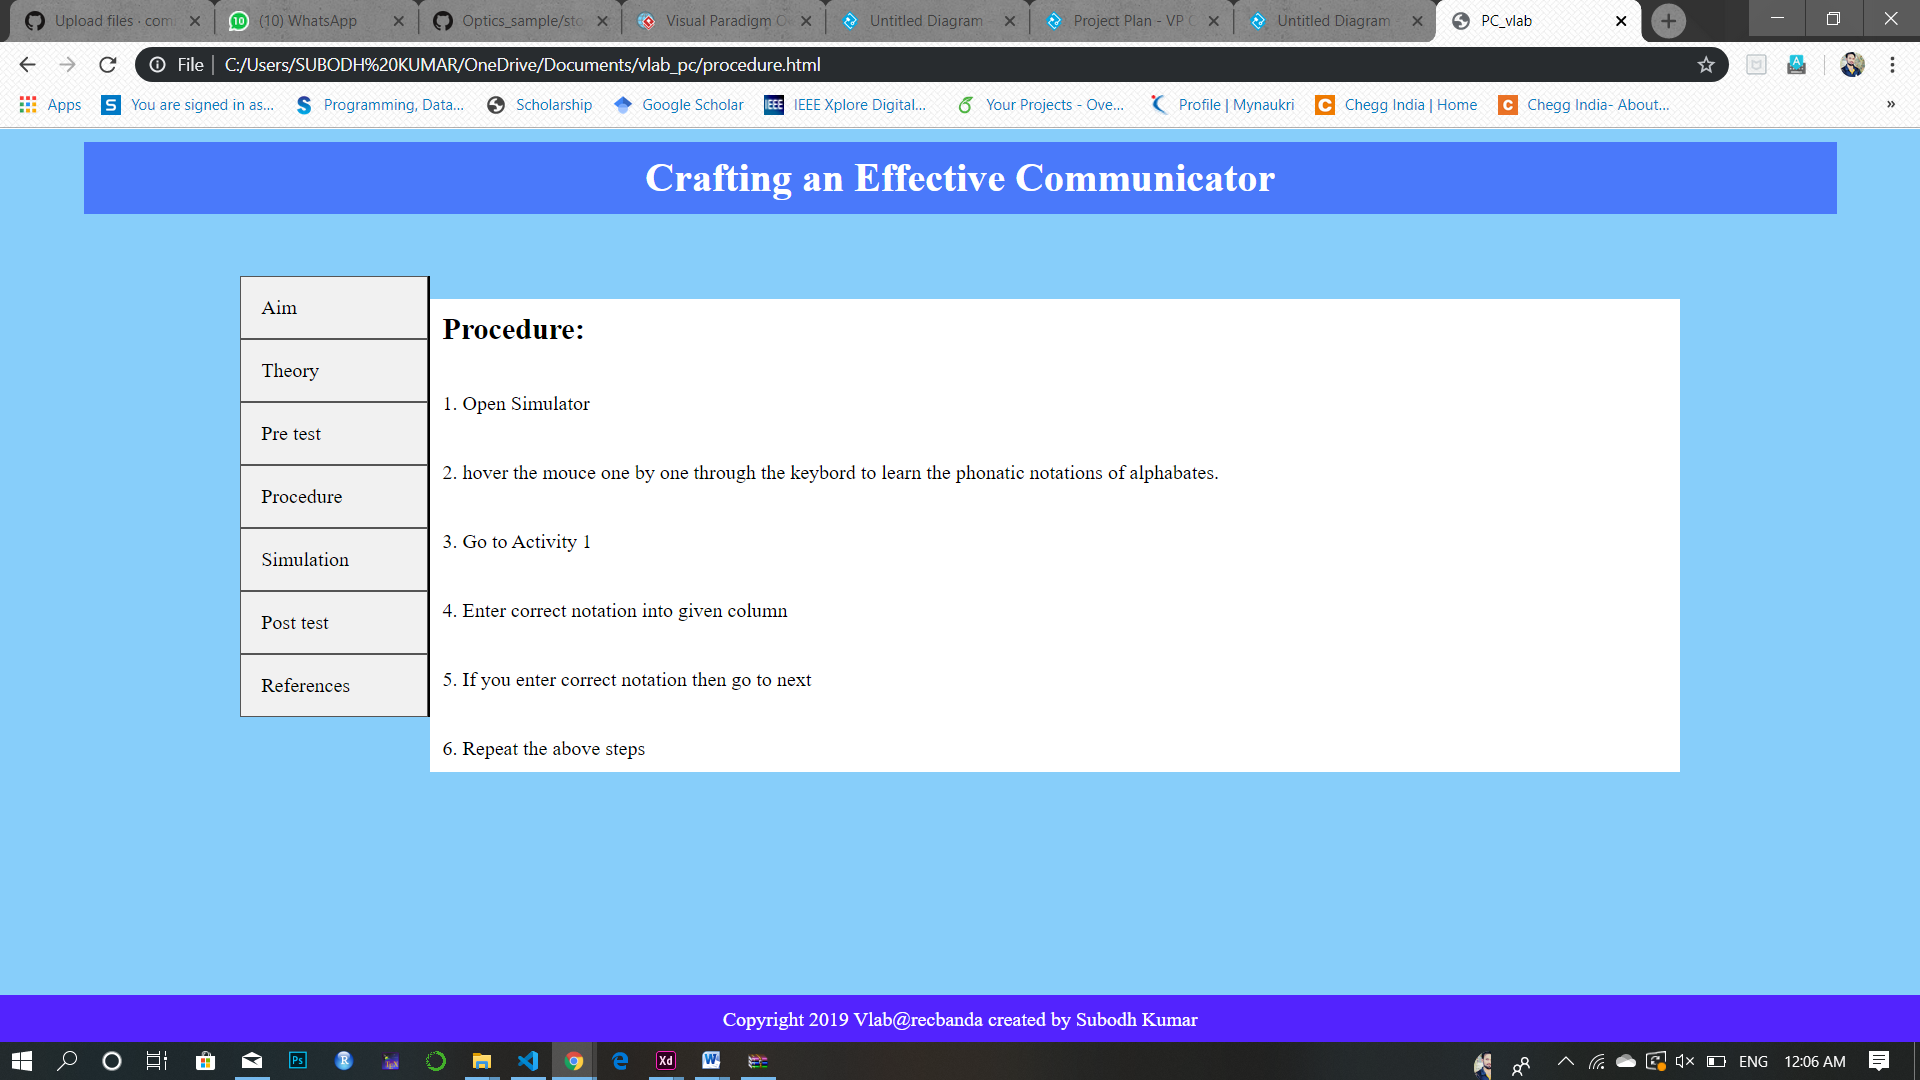 Upload files · com
(10) WhatsApp
Optics_sample/sto
Visual Paradigm O
Untitled Diagram
Project Plan - VP O
Untitled Diagram
PC_vlab
File
C:/Users/SUBODH%20KUMAR/OneDrive/Documents/vlab_pc/procedure.html
Apps
You are signed in as...
Programming, Data...
Scholarship
Google Scholar
IEEE Xplore Digital...
Your Projects - Ove...
Profile | Mynaukri
Chegg India | Home
Chegg India- About...
»
Crafting an Effective Communicator
Aim
Theory
Pre test
Procedure
Simulation
Post test
References
Procedure:
1. Open Simulator
2. hover the mouce one by one through the keybord to learn the phonatic notations of alphabates.
3. Go to Activity 1
4. Enter correct notation into given column
5. If you enter correct notation then go to next
6. Repeat the above steps
Copyright 2019 Vlab@recbanda created by Subodh Kumar
ENG
12:06 AM